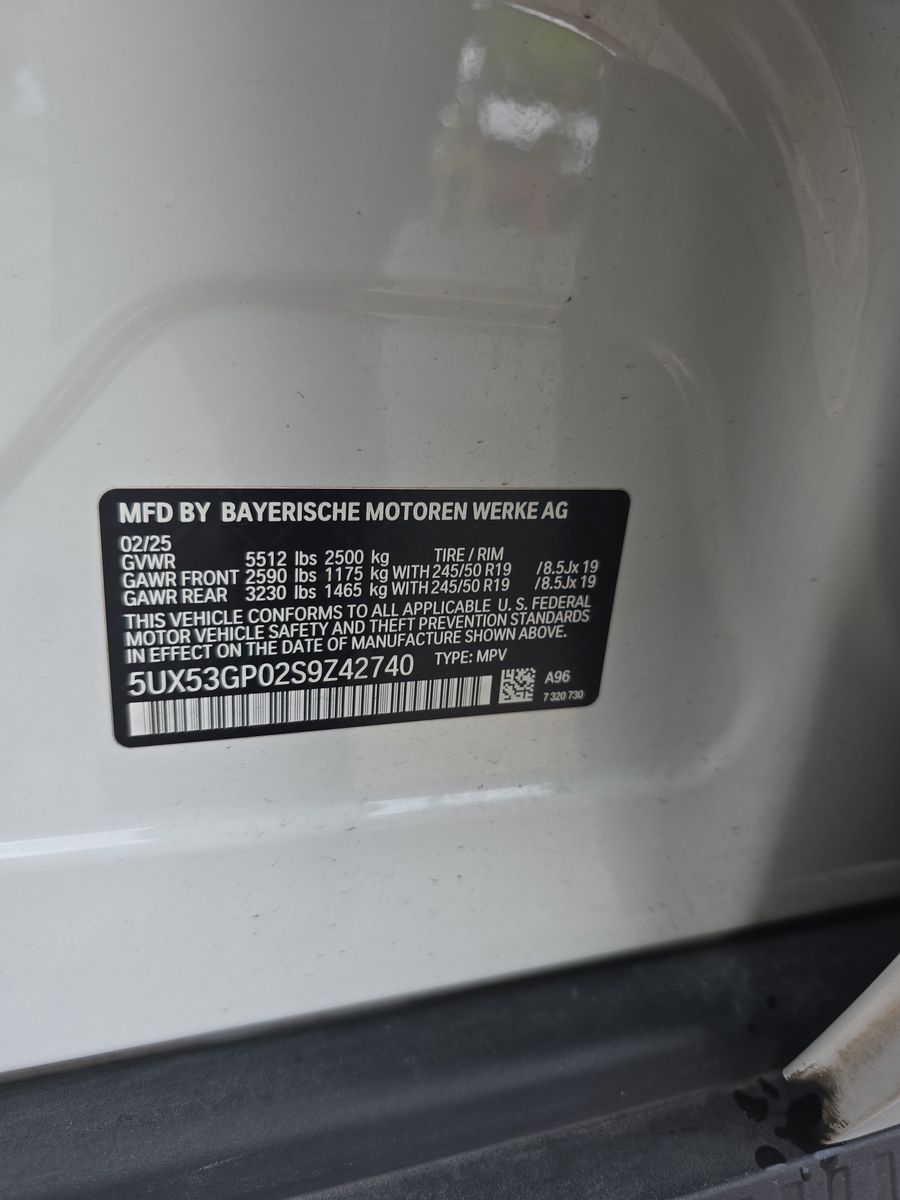 MFD BY BAYERISCHE MOTOREN WERKE AG
02/25
GVWR 5512 lbs 2500 kg TIRE / RIM
GAWR FRONT 2590 lbs 1175 kg WITH 245/50 R19 /8.5Jx 19
GAWR REAR 3230 lbs 1465 kg WITH 245/50 R19 /8.5Jx 19
THIS VEHICLE CONFORMS TO ALL APPLICABLE U. S. FEDERAL
MOTOR VEHICLE SAFETY AND THEFT PREVENTION STANDARDS
IN EFFECT ON THE DATE OF MANUFACTURE SHOWN ABOVE.
5UX53GP02S9Z42740 TYPE: MPV
A96
7 320 730